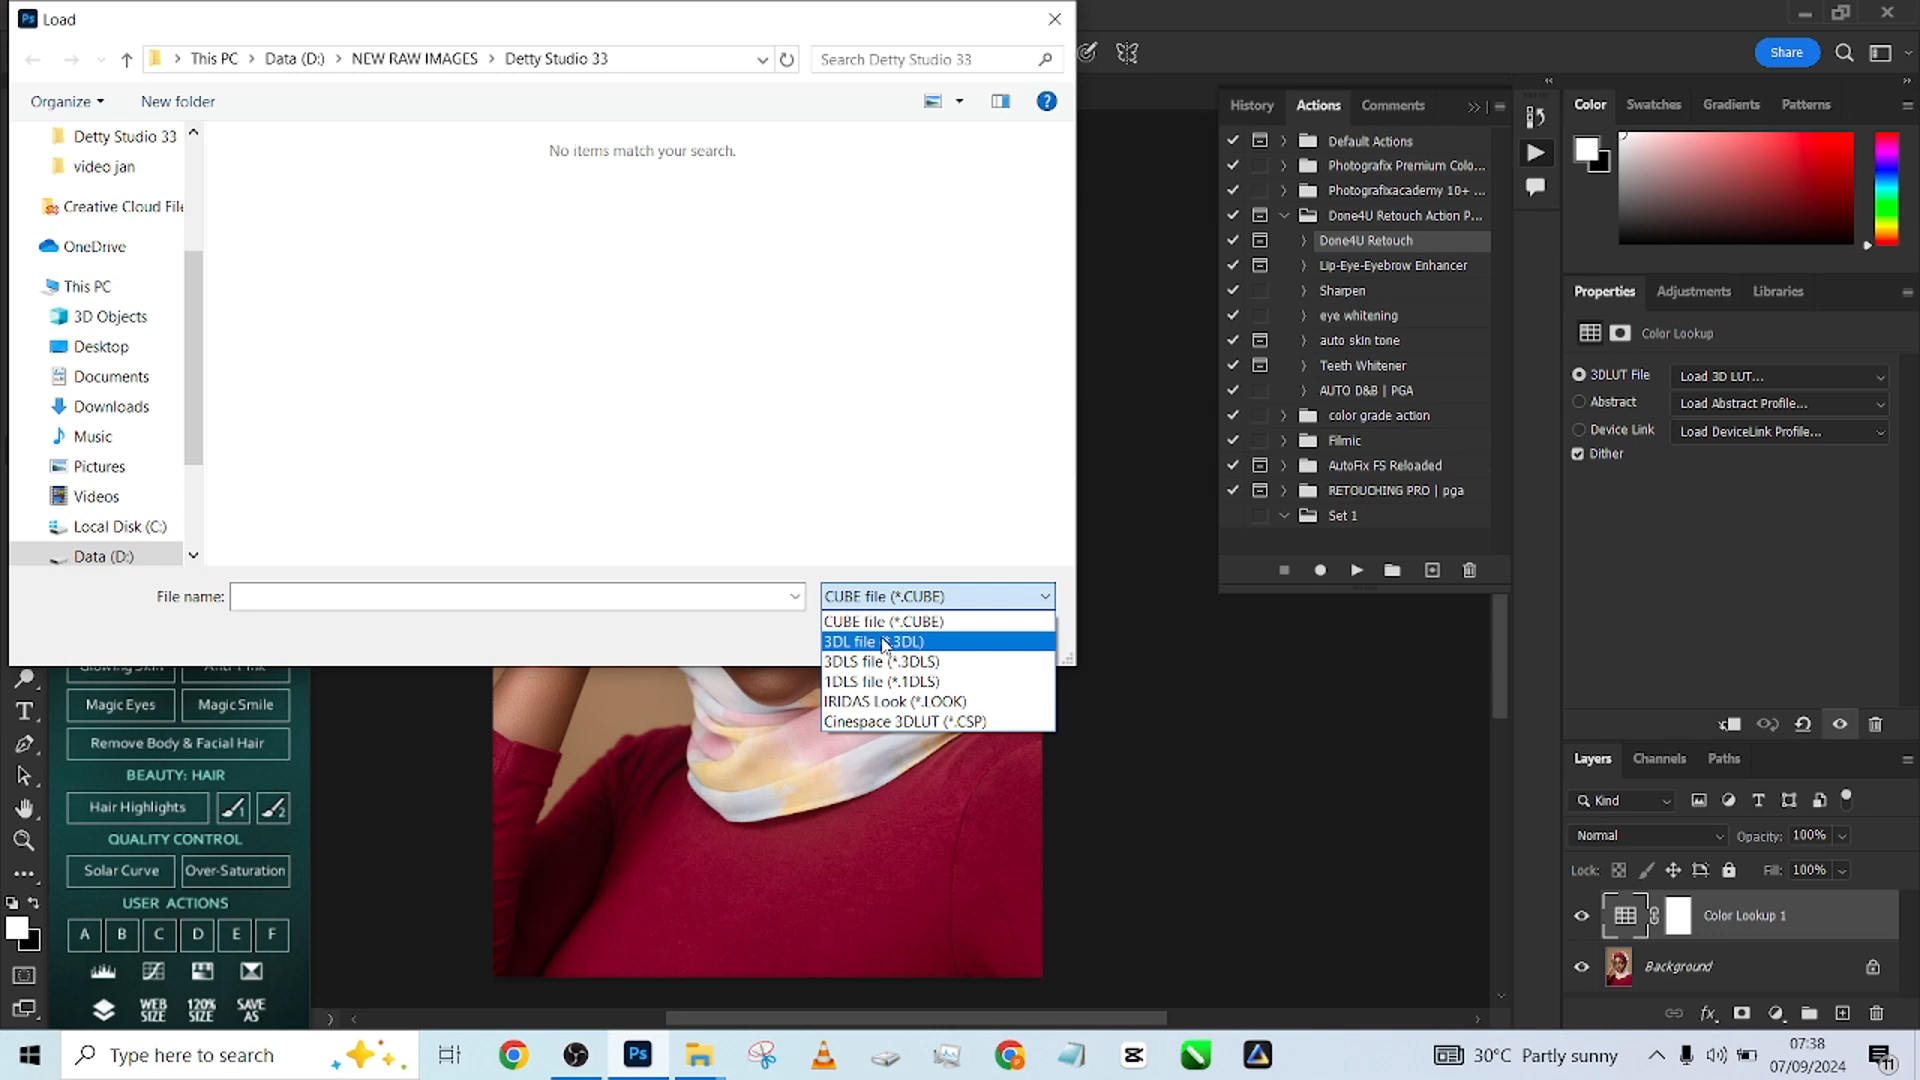 Ps Load
This PC Data (D:) NEW RAW IMAGES Detty Studio 33
Search Detty Studio 33
Share
Organize New folder
Detty Studio 33
video jan
Creative Cloud File
OneDrive
This PC
3D Objects
Desktop
Documents
Downloads
Music
Pictures
Videos
Local Disk (C:)
Data (D:)
No items match your search.
File name:
CUBE file (*.CUBE)
CUBE file (*.CUBE)
3DL file (*.3DL)
3DLS file (*.3DLS)
1DLS file (*.1DLS)
IRIDAS Look (*.LOOK)
Cinespace 3DLUT (*.CSP)
History Actions Comments
Default Actions
Photografix Premium Colo...
Photografixacademy 10+ ...
Done4U Retouch Action P...
Done4U Retouch
Lip-Eye-Eyebrow Enhancer
Sharpen
eye whitening
auto skin tone
Teeth Whitener
AUTO D&B | PGA
color grade action
Filmic
AutoFix FS Reloaded
RETOUCHING PRO | pga
Set 1
Color Swatches Gradients Patterns
Properties Adjustments Libraries
Color Lookup
3DLUT File Load 3D LUT...
Abstract Load Abstract Profile...
Device Link Load DeviceLink Profile...
Dither
Layers Channels Paths
Kind
Normal Opacity: 100%
Lock: Fill: 100%
Color Lookup 1
Background
Glowing Skin Anti-Pink
Magic Eyes Magic Smile
Remove Body & Facial Hair
BEAUTY: HAIR
Hair Highlights 1 2
QUALITY CONTROL
Solar Curve Over-Saturation
USER ACTIONS
A B C D E F
WEB SIZE 120% SIZE SAVE AS
Type here to search
30°C Partly sunny
07:38
07/09/2024
11